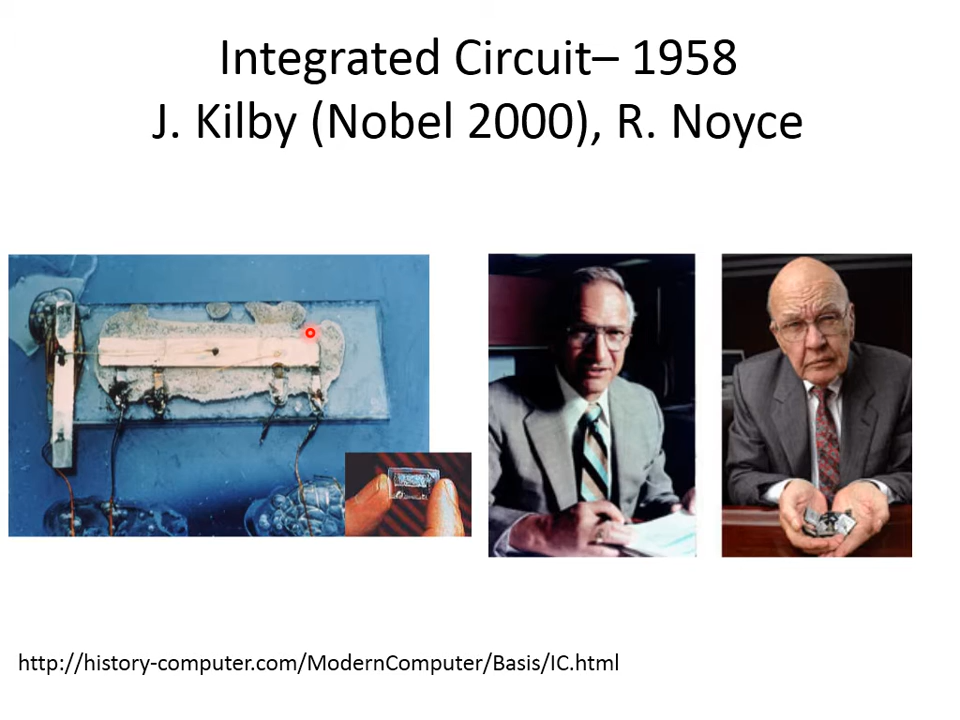 Integrated Circuit– 1958
J. Kilby (Nobel 2000), R. Noyce
http://history-computer.com/ModernComputer/Basis/IC.html